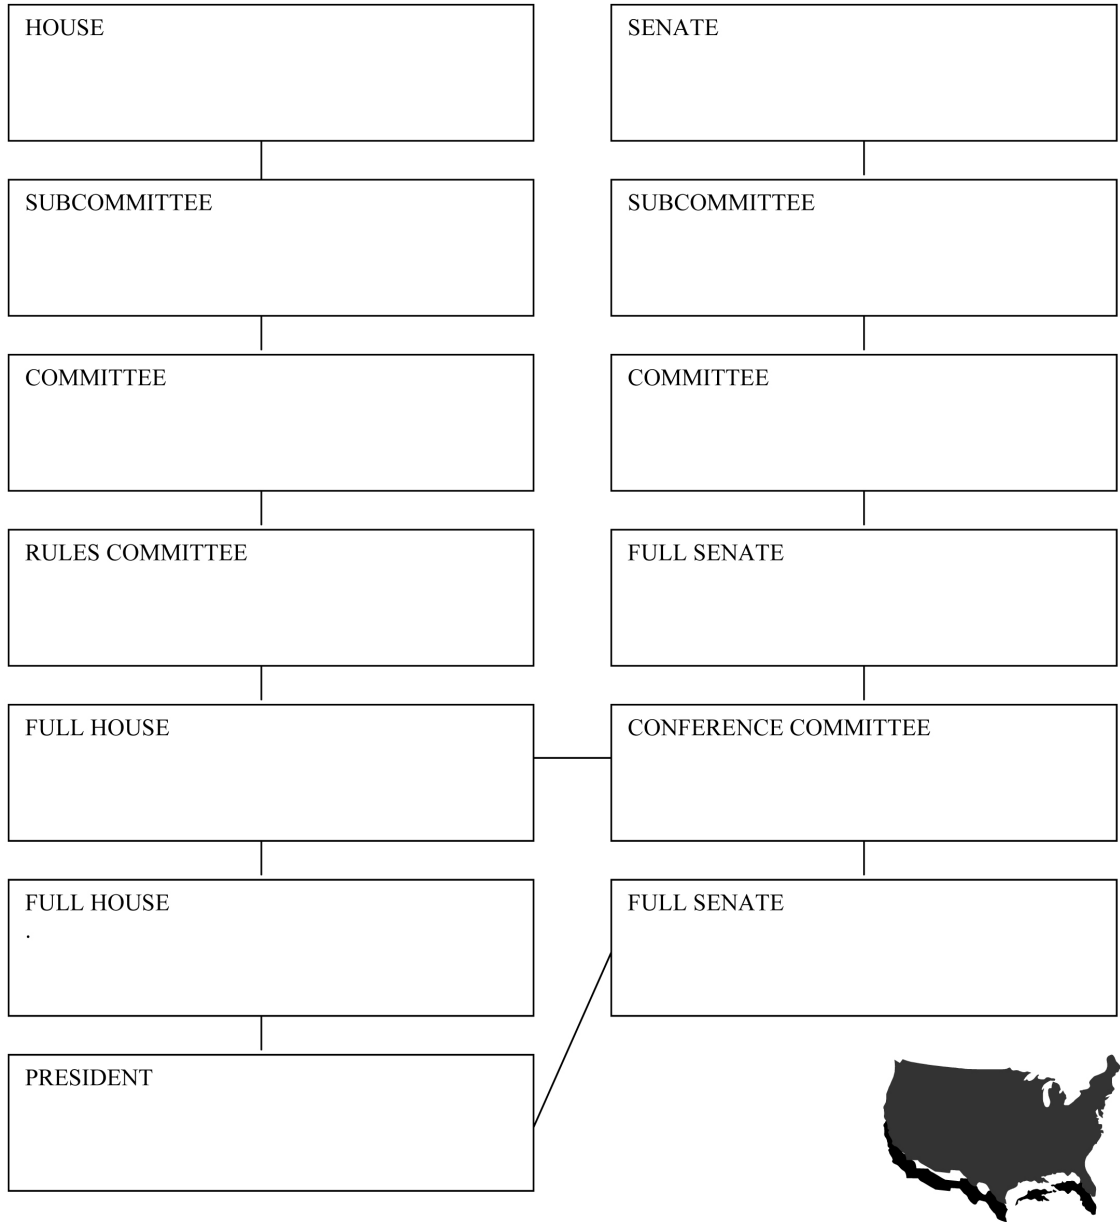 HOUSE
SENATE
SUBCOMMITTEE
SUBCOMMITTEE
COMMITTEE
COMMITTEE
RULES COMMITTEE
FULL SENATE
FULL HOUSE
CONFERENCE COMMITTEE
FULL HOUSE
.
FULL SENATE
PRESIDENT